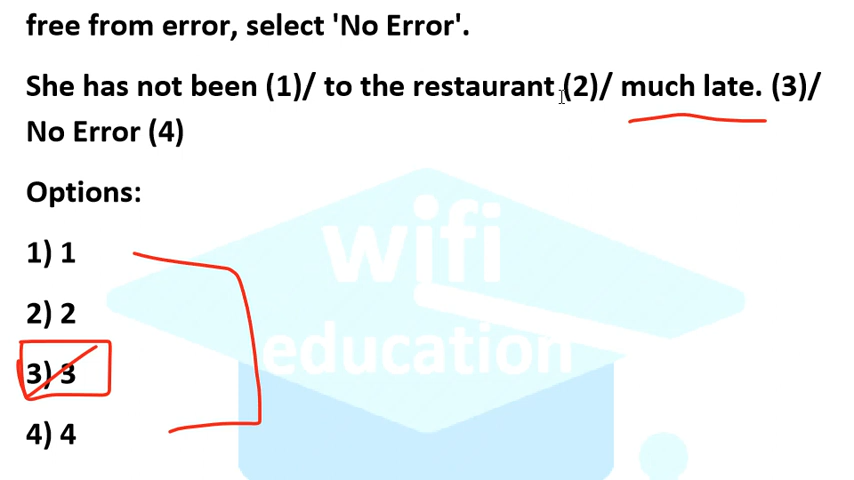 free from error, select 'No Error'.
She has not been (1)/ to the restaurant (2)/ much late. (3)/
No Error (4)
Options:
1) 1
2) 2
3) 3
4) 4
wifi
education